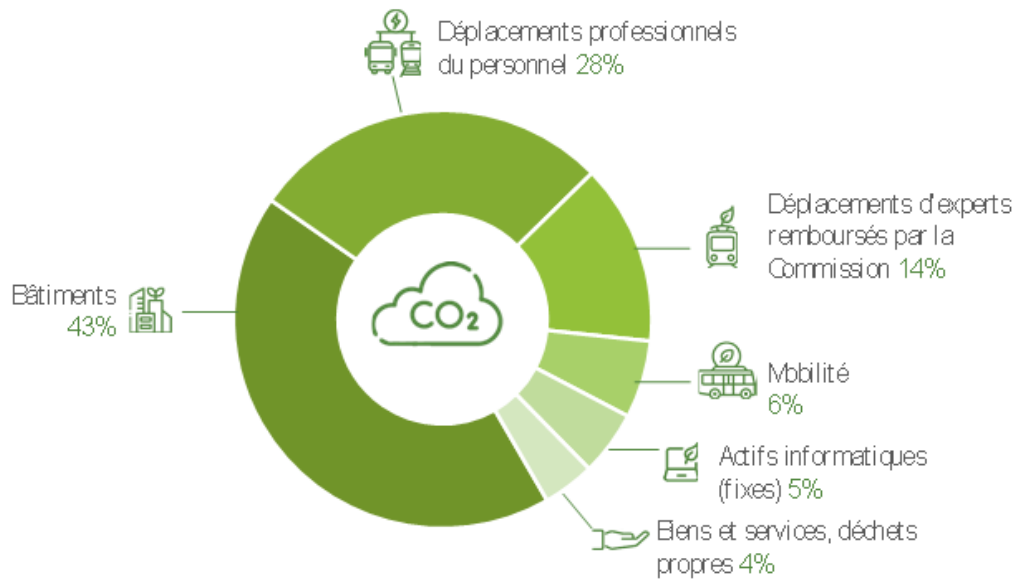 Déplacements professionnels
du personnel 28%
Déplacements d'experts
remboursés par la
Commission 14%
Bâtiments
43%
CO₂
Mobilité
6%
Actifs informatiques
(fixes) 5%
Biens et services, déchets
propres 4%